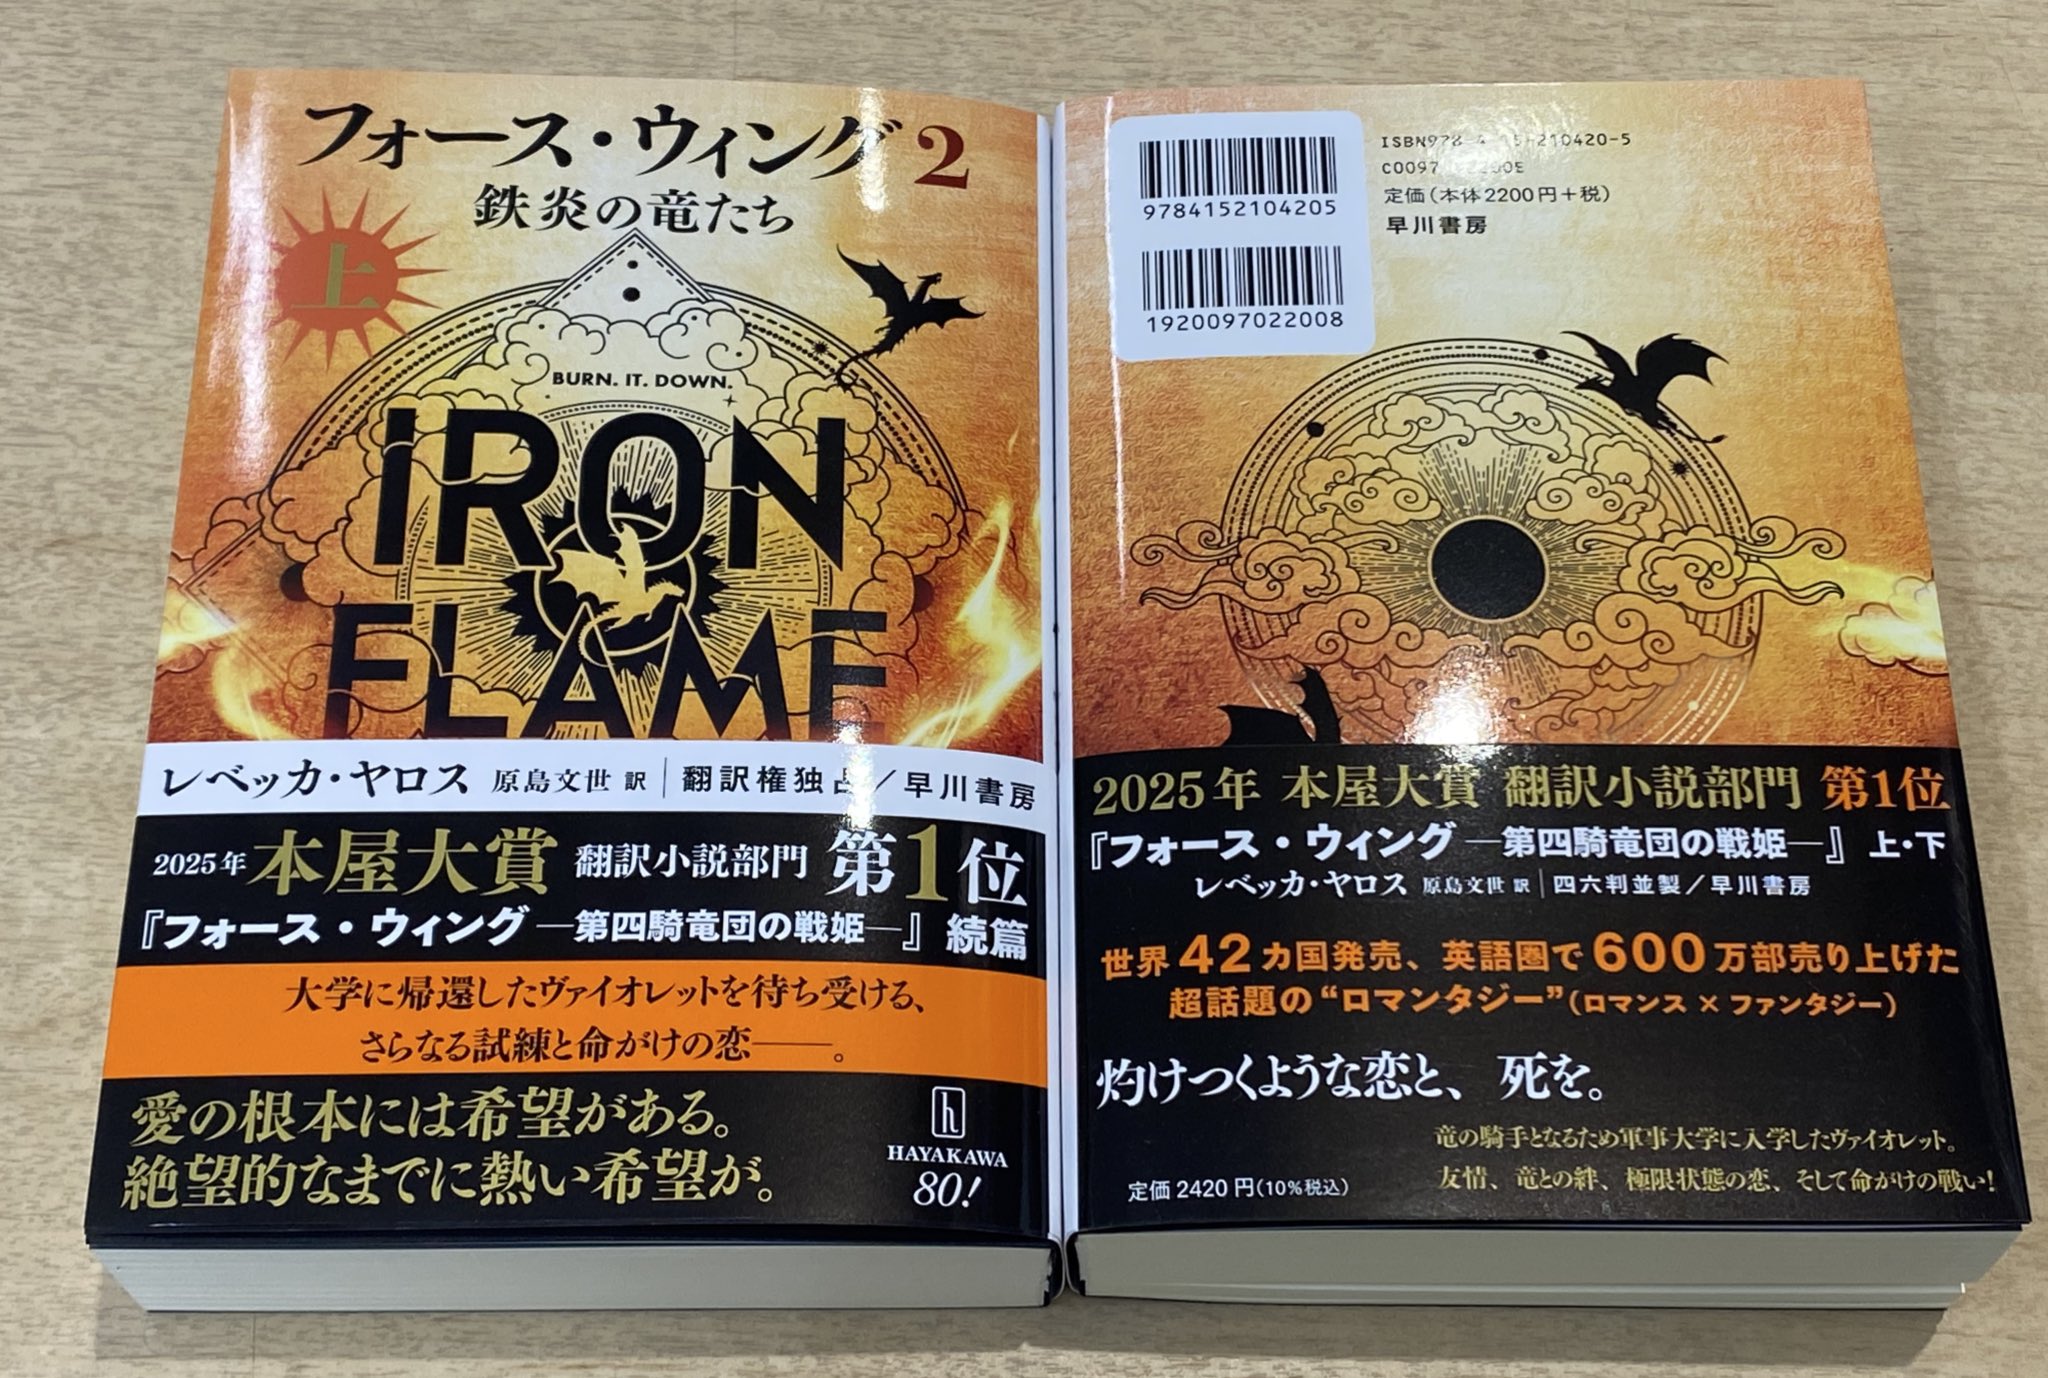 フォース・ウィング2
鉄炎の竜たち
上
BURN. IT. DOWN.
IRON
FLAME
レベッカ・ヤロス 原島文世 訳 翻訳権独占/早川書房
2025年 本屋大賞 翻訳小説部門 第1位
『フォース・ウィング ―第四騎竜団の戦姫―』続篇
大学に帰還したヴァイオレットを待ち受ける、
さらなる試練と命がけの恋――。
愛の根本には希望がある。
絶望的なまでに熱い希望が。
h
HAYAKAWA
80!
9784152104205
1920097022008
ISBN978-4-15-210420-5
C0097
定価(本体2200円+税)
早川書房
2025年 本屋大賞 翻訳小説部門 第1位
『フォース・ウィング ―第四騎竜団の戦姫―』上・下
レベッカ・ヤロス 原島文世 訳 四六判並製/早川書房
世界42カ国発売、英語圏で600万部売り上げた
超話題の“ロマンタジー”(ロマンス×ファンタジー)
灼けつくような恋と、死を。
竜の騎手となるため軍事大学に入学したヴァイオレット。
友情、竜との絆、極限状態の恋、そして命がけの戦い!
定価2420円(10%税込)